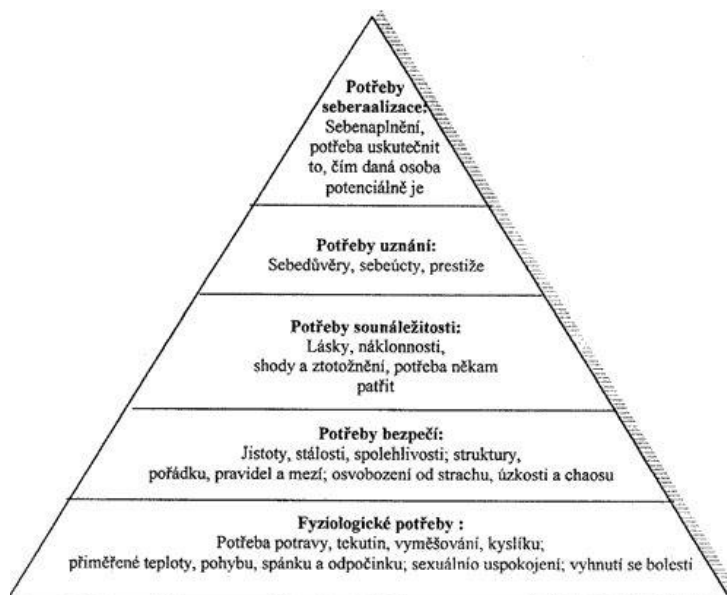 Potřeby
seberaalizace:
Sebenaplnění,
potřeba uskutečnit
to, čím daná osoba
potenciálně je
Potřeby uznání:
Sebedůvěry, sebeúcty, prestiže
Potřeby sounáležitosti:
Lásky, náklonnosti,
shody a ztotožnění, potřeba někam
patřit
Potřeby bezpečí:
Jistoty, stálosti, spolehlivosti; struktury,
pořádku, pravidel a mezí; osvobození od strachu, úzkosti a chaosu
Fyziologické potřeby :
Potřeba potravy, tekutin, vyměšování, kyslíku;
přiměřené teploty, pohybu, spánku a odpočinku; sexuálnío uspokojení; vyhnutí se bolesti